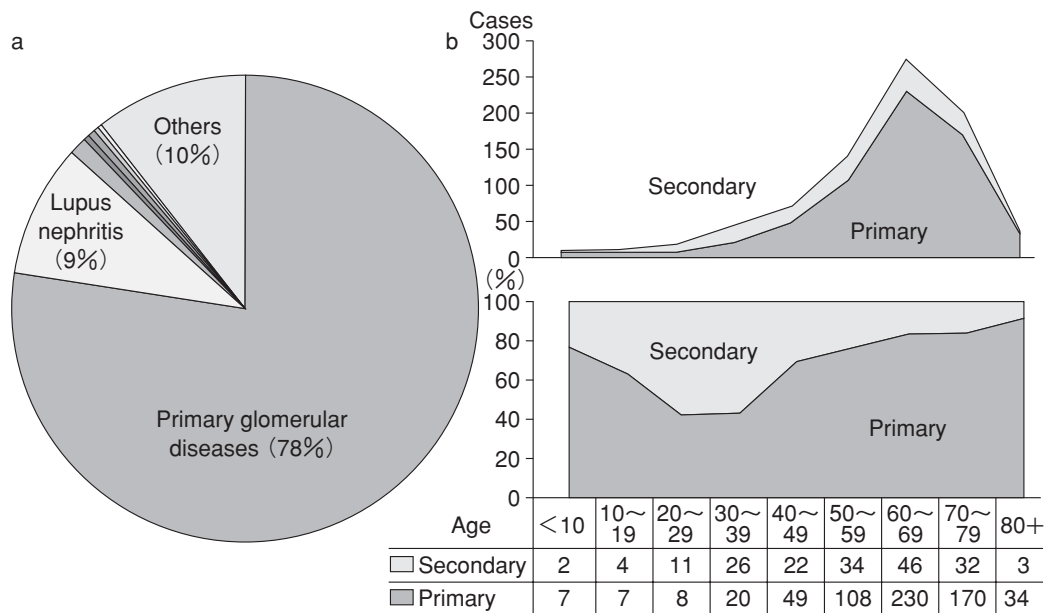 a
Others
(10%)
Lupus
nephritis
(9%)
Primary glomerular
diseases (78%)
b
Cases
300
250
200
150
100
50
0
Secondary
Primary
(%)
100
80
60
40
20
0
Secondary
Primary
Age <10 10~19 20~29 30~39 40~49 50~59 60~69 70~79 80+
Secondary 2 4 11 26 22 34 46 32 3
Primary 7 7 8 20 49 108 230 170 34